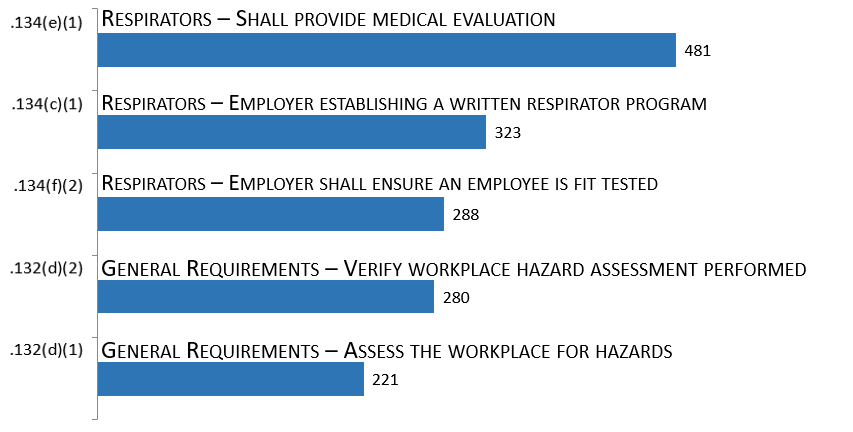 .134(e)(1) Respirators – Shall provide medical evaluation
481
.134(c)(1) Respirators – Employer establishing a written respirator program
323
.134(f)(2) Respirators – Employer shall ensure an employee is fit tested
288
.132(d)(2) General Requirements – Verify workplace hazard assessment performed
280
.132(d)(1) General Requirements – Assess the workplace for hazards
221